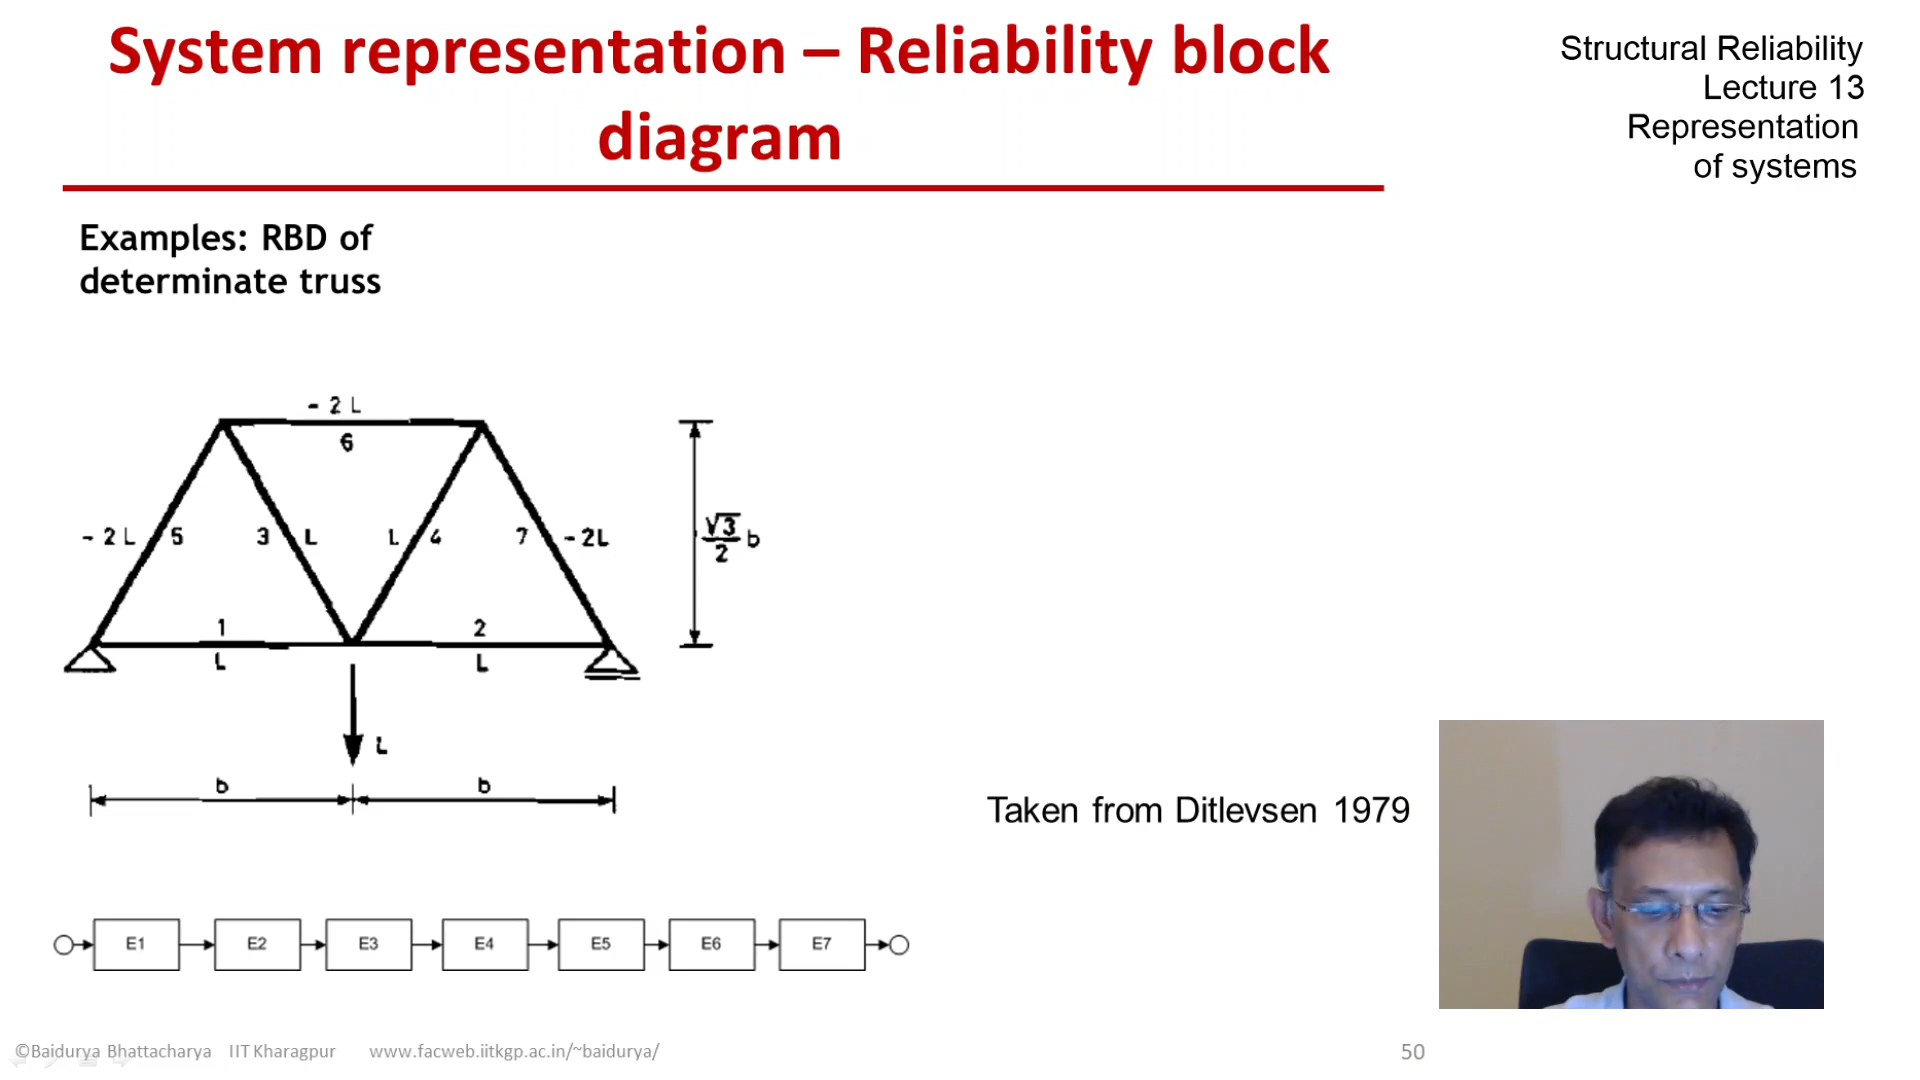 System representation – Reliability block
diagram
Structural Reliability
Lecture 13
Representation
of systems
Examples: RBD of
determinate truss
- 2 L
6
- 2 L 5 3 L L 4 7 - 2L
√3/2 b
1 2
L L
L
b b
Taken from Ditlevsen 1979
E1 E2 E3 E4 E5 E6 E7
©Baidurya Bhattacharya IIT Kharagpur www.facweb.iitkgp.ac.in/~baidurya/ 50